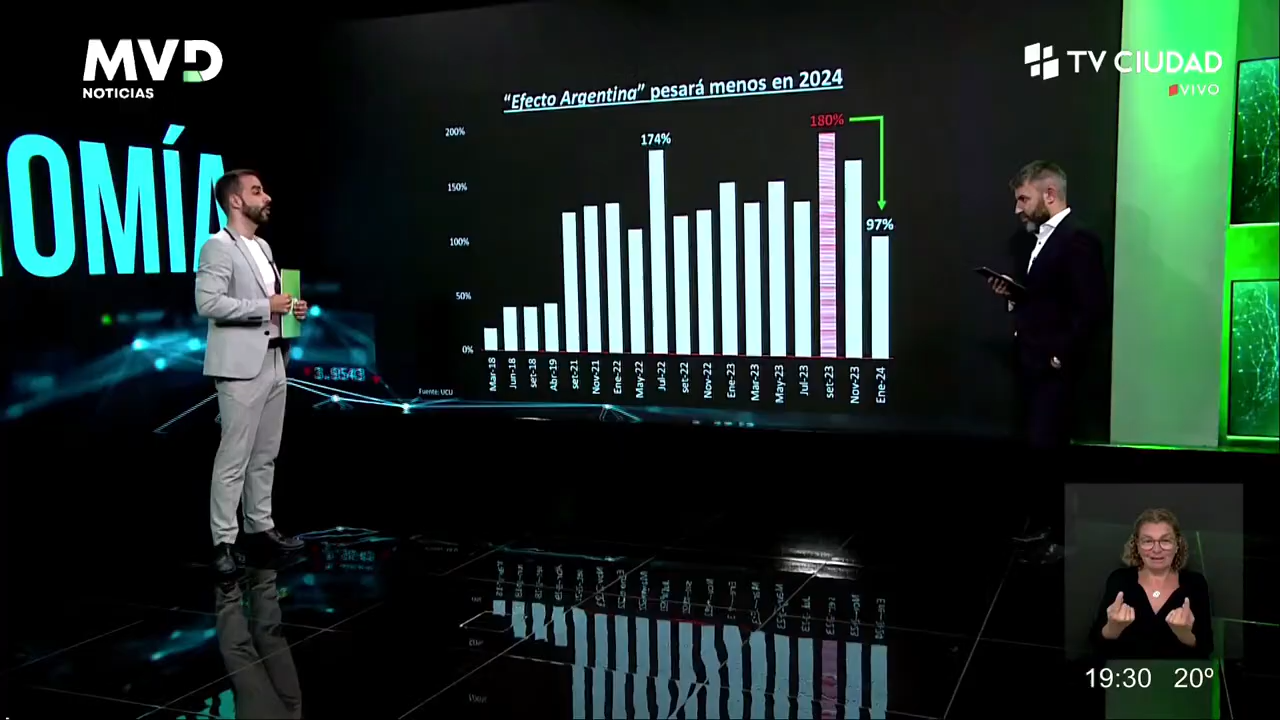 MVD
NOTICIAS
TV CIUDAD
VIVO
OMÍA
"Efecto Argentina" pesará menos en 2024
200%
150%
100%
50%
0%
174%
180%
97%
Mar-18
Jun-18
set-18
Abr-19
set-21
Nov-21
Ene-22
May-22
Jul-22
set-22
Nov-22
Ene-23
Mar-23
May-23
Jul-23
set-23
Nov-23
Ene-24
Fuente: UCU
3.9543
19:30 20º